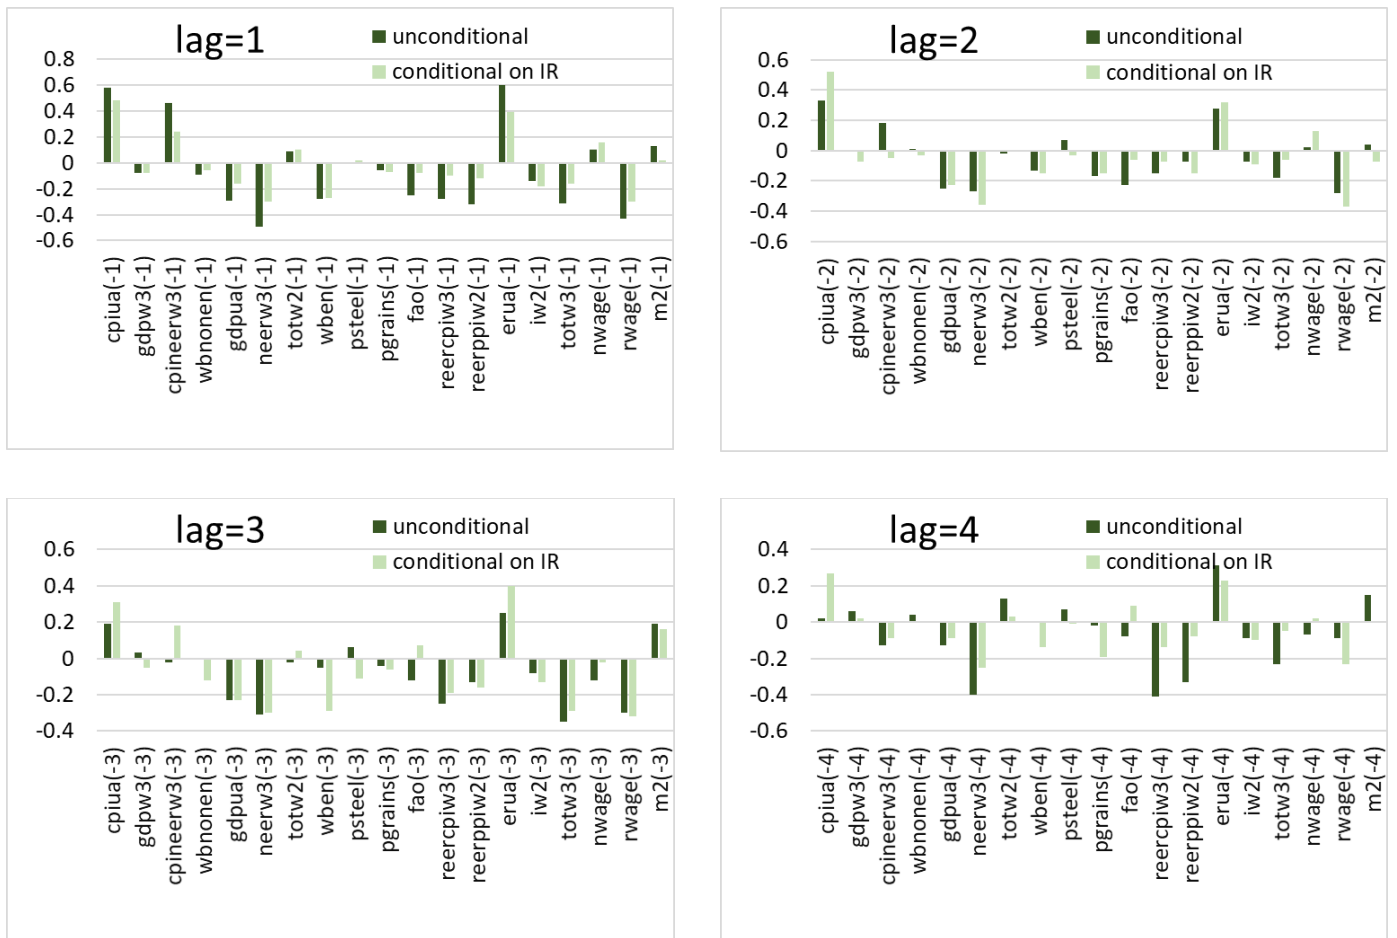 lag=1
unconditional
conditional on IR
0.8
0.6
0.4
0.2
0
-0.2
-0.4
-0.6
cpiua(-1)
gdpw3(-1)
cpineerw3(-1)
wbnonen(-1)
gdpua(-1)
neerw3(-1)
totw2(-1)
wben(-1)
psteel(-1)
pgrains(-1)
fao(-1)
reercpiw3(-1)
reerppiw2(-1)
erua(-1)
iw2(-1)
totw3(-1)
nwage(-1)
rwage(-1)
m2(-1)
lag=2
unconditional
conditional on IR
0.6
0.4
0.2
0
-0.2
-0.4
-0.6
cpiua(-2)
gdpw3(-2)
cpineerw3(-2)
wbnonen(-2)
gdpua(-2)
neerw3(-2)
totw2(-2)
wben(-2)
psteel(-2)
pgrains(-2)
fao(-2)
reercpiw3(-2)
reerppiw2(-2)
erua(-2)
iw2(-2)
totw3(-2)
nwage(-2)
rwage(-2)
m2(-2)
lag=3
unconditional
conditional on IR
0.6
0.4
0.2
0
-0.2
-0.4
cpiua(-3)
gdpw3(-3)
cpineerw3(-3)
wbnonen(-3)
gdpua(-3)
neerw3(-3)
totw2(-3)
wben(-3)
psteel(-3)
pgrains(-3)
fao(-3)
reercpiw3(-3)
reerppiw2(-3)
erua(-3)
iw2(-3)
totw3(-3)
nwage(-3)
rwage(-3)
m2(-3)
lag=4
unconditional
conditional on IR
0.4
0.2
0
-0.2
-0.4
-0.6
cpiua(-4)
gdpw3(-4)
cpineerw3(-4)
wbnonen(-4)
gdpua(-4)
neerw3(-4)
totw2(-4)
wben(-4)
psteel(-4)
pgrains(-4)
fao(-4)
reercpiw3(-4)
reerppiw2(-4)
erua(-4)
iw2(-4)
totw3(-4)
nwage(-4)
rwage(-4)
m2(-4)